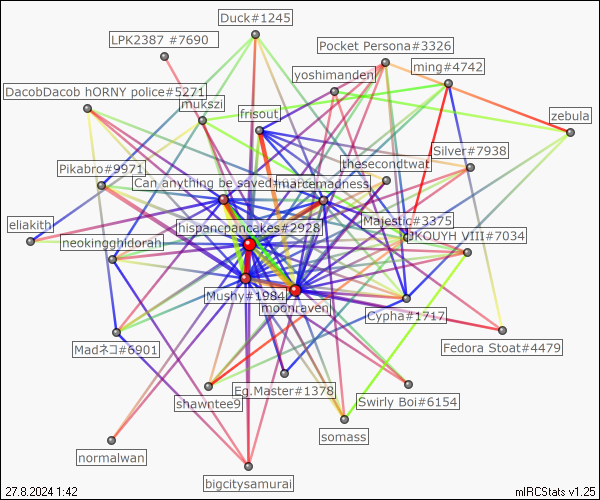 Duck#1245
LPK2387 #7690
Pocket Persona#3326
ming#4742
yoshimanden
DacobDacob hORNY police#5271
mukszi
frisout
zebula
Silver#7938
thesecondtwat
Pikabro#9971
Can anything be saved
marcemadness
eliakith
hispancpancakes#2928
Majestic#3375
JKOUYH VIII#7034
neokingghidorah
Mushy#1984
moonraven
Cypha#1717
Madネコ#6901
Fedora Stoat#4479
Eg.Master#1378
shawntee9
Swirly Boi#6154
somass
normalwan
bigcitysamurai
27.8.2024 1:42
mIRCStats v1.25